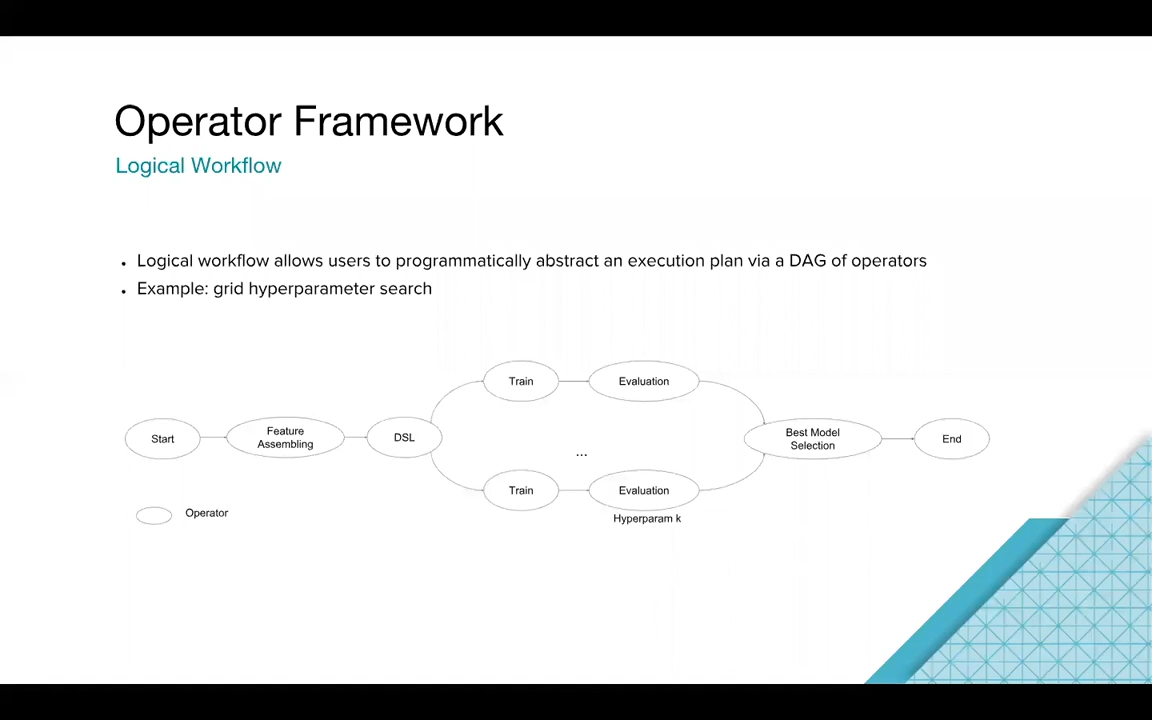 Operator Framework
Logical Workflow
• Logical workflow allows users to programmatically abstract an execution plan via a DAG of operators
• Example: grid hyperparameter search
Train
Evaluation
Start
Feature
Assembling
DSL
...
Best Model
Selection
End
Train
Evaluation
Hyperparam k
Operator